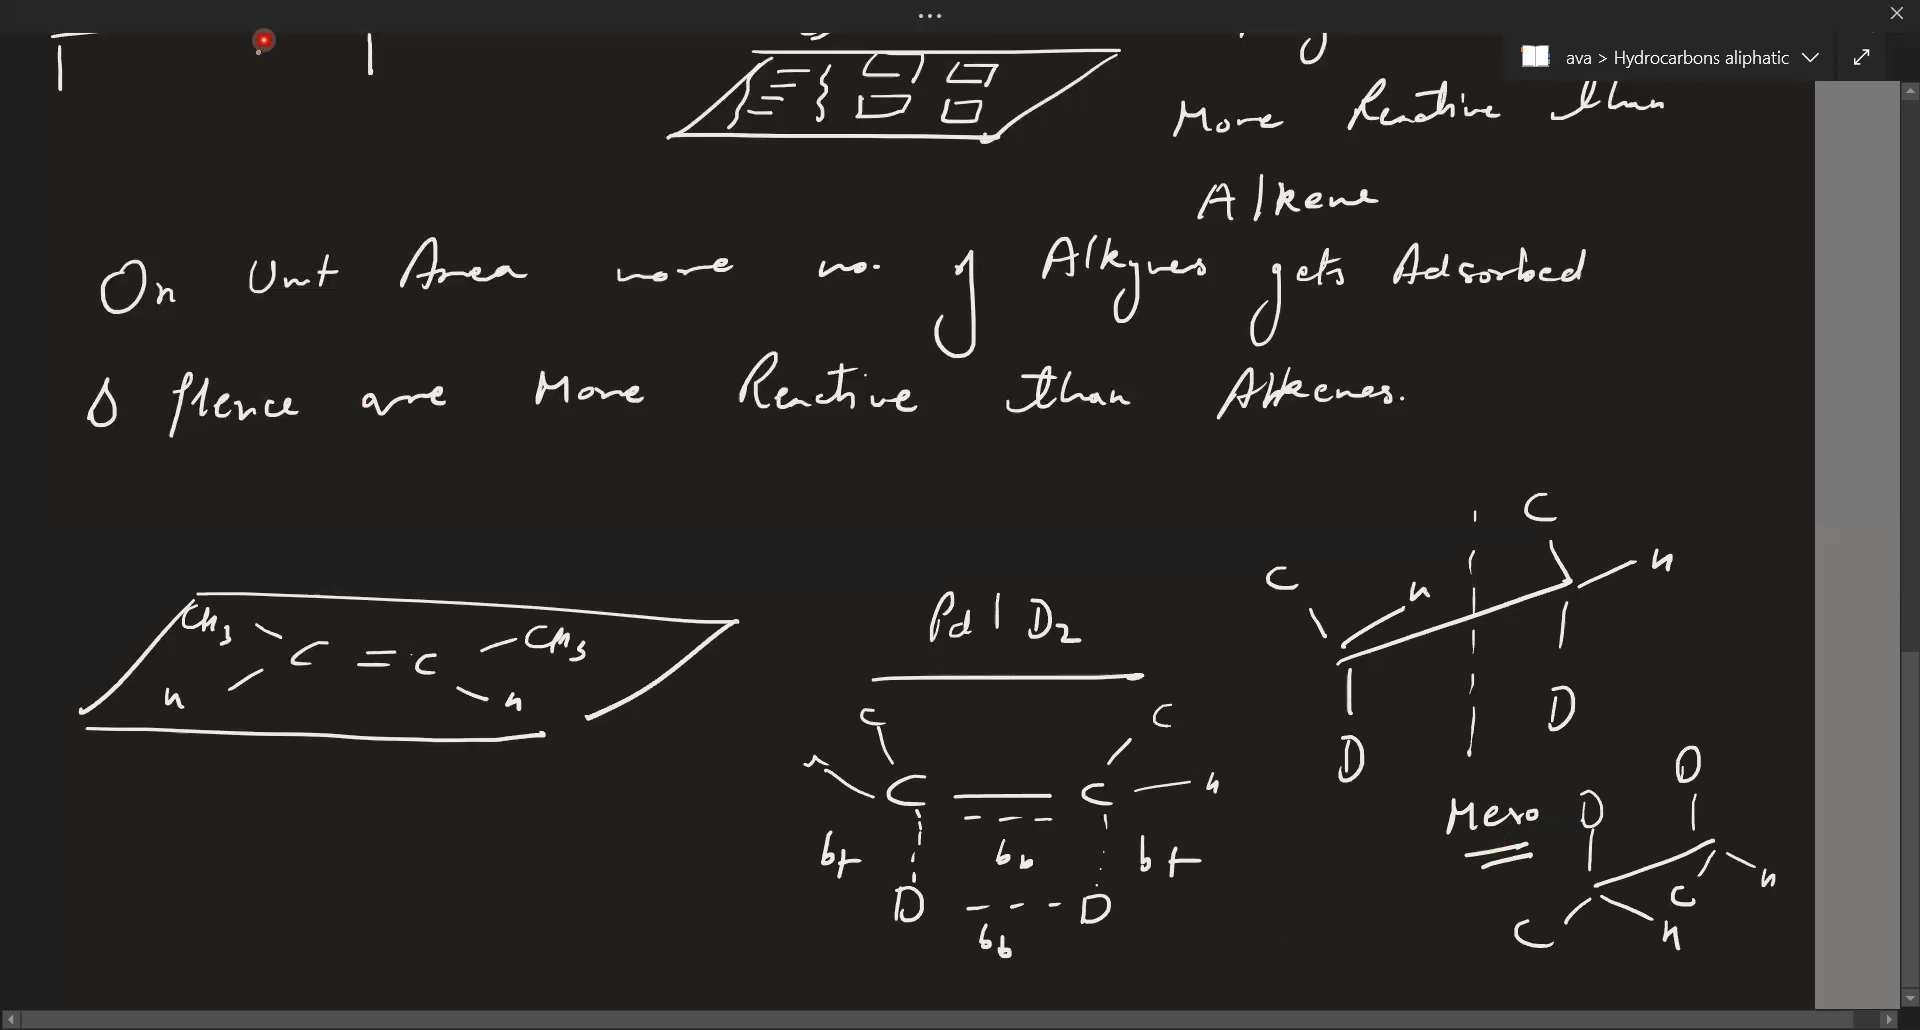 ava > Hydrocarbons aliphatic
More Reactive than
Alkene
On Unit Area more no. of Alkynes gets Adsorbed
& Hence are More Reactive than Alkenes.
CH3 CH3
C = C
H H
Pd | D2
C C
H C C H
bf bb bf
D D
bb
C
C H H
D
D
Meso D D
C H
C H